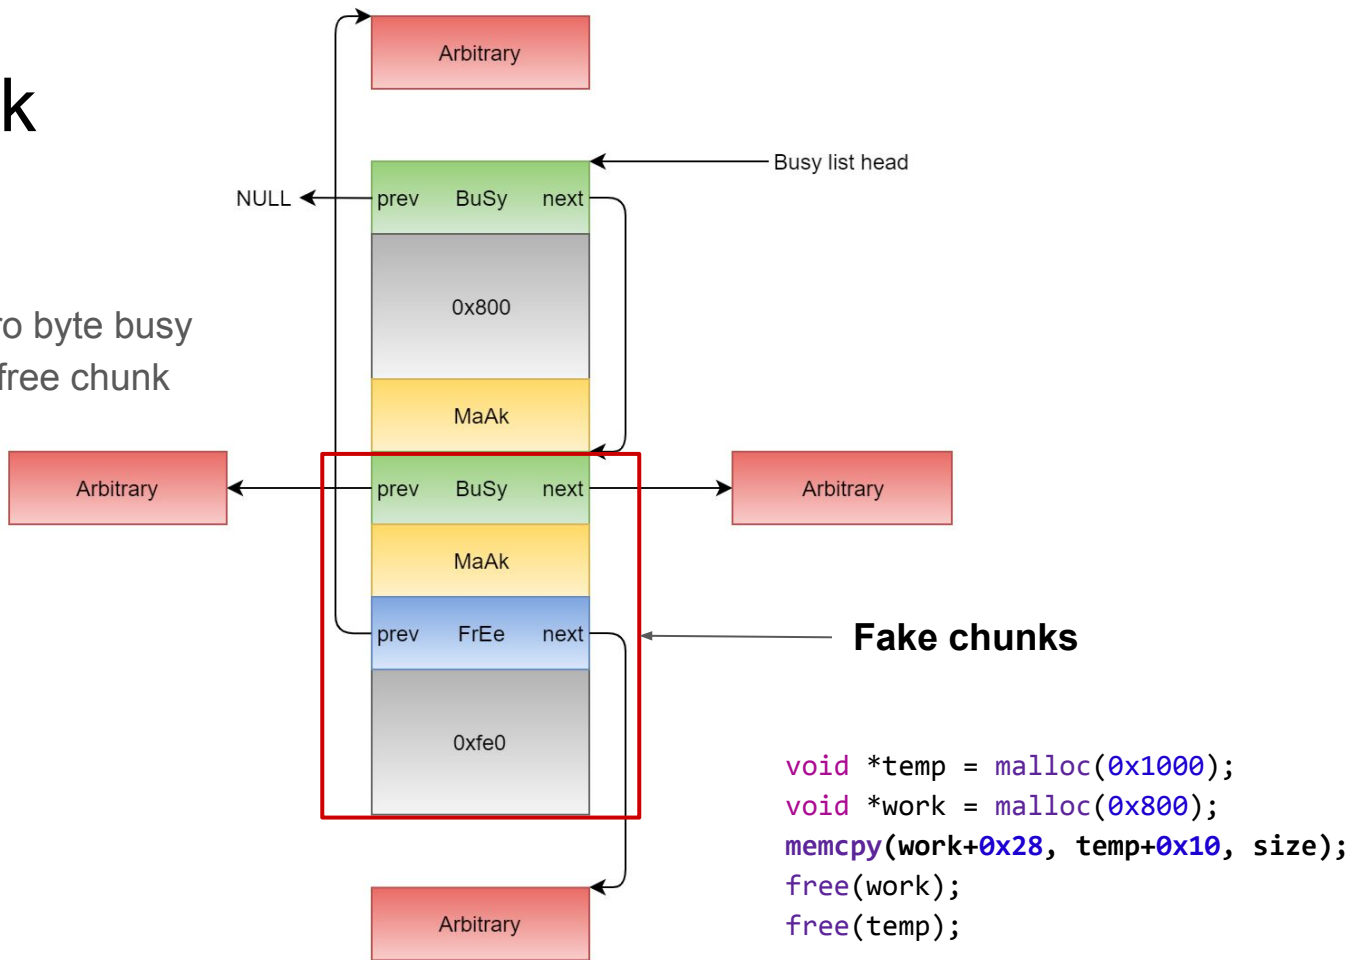 k
ro byte busy
free chunk
Arbitrary
Busy list head
NULL
prev BuSy next
0x800
MaAk
Arbitrary
prev BuSy next
Arbitrary
MaAk
prev FrEe next
Fake chunks
0xfe0
Arbitrary
void *temp = malloc(0x1000);
void *work = malloc(0x800);
memcpy(work+0x28, temp+0x10, size);
free(work);
free(temp);